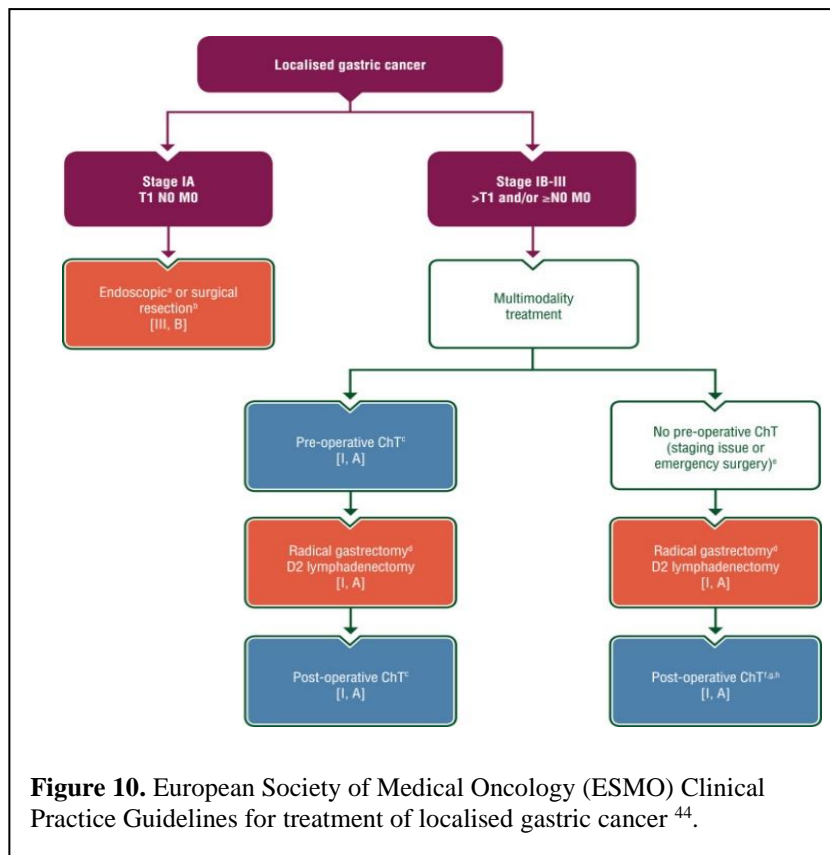 Localised gastric cancer
Stage IA
T1 N0 M0
Stage IB-III
>T1 and/or ≥N0 M0
Endoscopicᵃ or surgical
resectionᵇ
[III, B]
Multimodality
treatment
Pre-operative ChTᶜ
[I, A]
No pre-operative ChT
(staging issue or
emergency surgery)ᵉ
Radical gastrectomyᵈ
D2 lymphadenectomy
[I, A]
Radical gastrectomyᵈ
D2 lymphadenectomy
[I, A]
Post-operative ChTᶜ
[I, A]
Post-operative ChTᶠ,ᵍ,ʰ
[I, A]
Figure 10. European Society of Medical Oncology (ESMO) Clinical
Practice Guidelines for treatment of localised gastric cancer ⁴⁴.